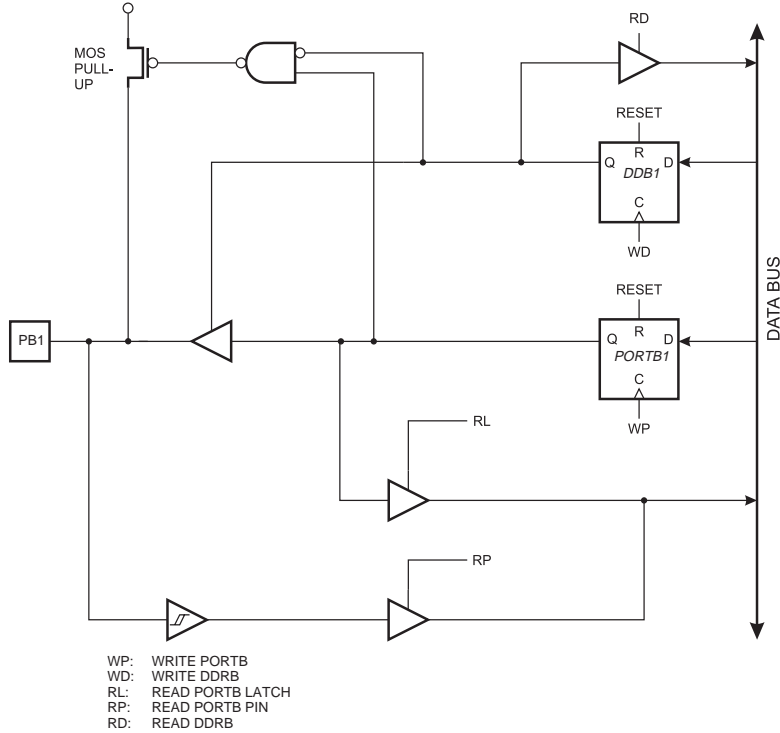 RD
MOS
PULL-
UP
RESET
R
Q
D
DDB1
C
WD
DATA BUS
RESET
PB1
R
Q
D
PORTB1
C
WP
RL
RP
WP: WRITE PORTB
WD: WRITE DDRB
RL: READ PORTB LATCH
RP: READ PORTB PIN
RD: READ DDRB